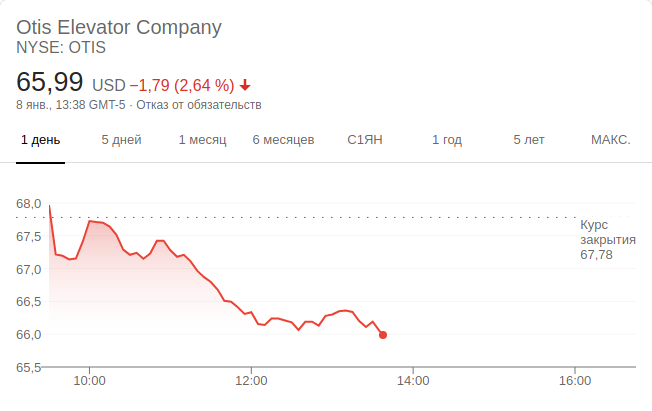 Otis Elevator Company
NYSE: OTIS
65,99 USD −1,79 (2,64 %)
8 янв., 13:38 GMT-5 · Отказ от обязательств
1 день 5 дней 1 месяц 6 месяцев С1ЯН 1 год 5 лет МАКС.
68,0
67,5
67,0
66,5
66,0
65,5
Курс
закрытия
67,78
10:00 12:00 14:00 16:00